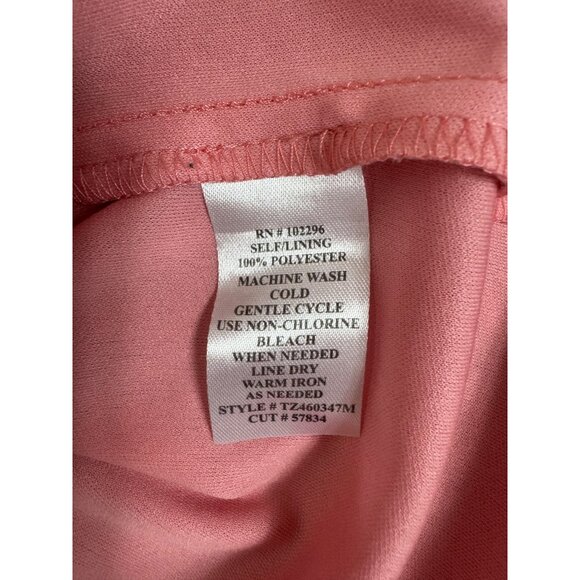 RN # 102296
SELF/LINING
100% POLYESTER
MACHINE WASH
COLD
GENTLE CYCLE
USE NON-CHLORINE
BLEACH
WHEN NEEDED
LINE DRY
WARM IRON
AS NEEDED
STYLE # TZ460347M
CUT # 57834